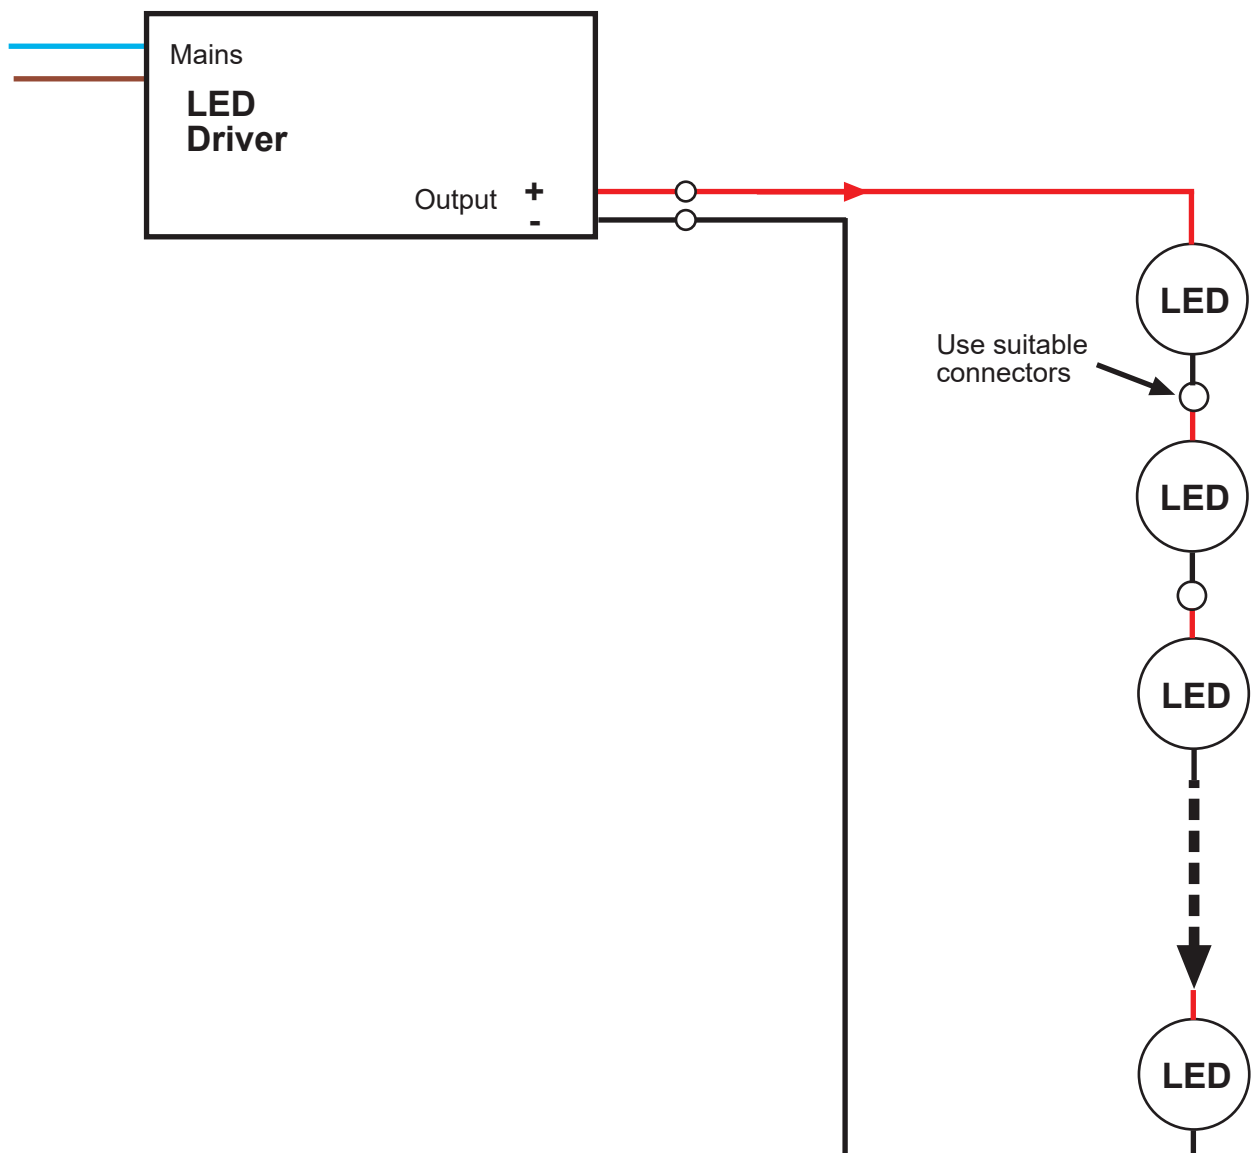 Mains
LED
Driver
Output +
-
LED
Use suitable
connectors
LED
LED
LED